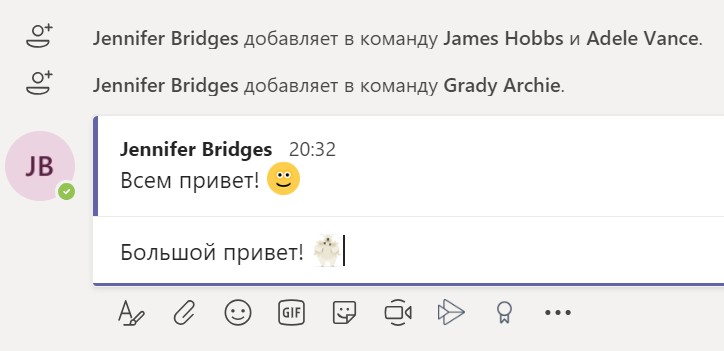 Jennifer Bridges добавляет в команду James Hobbs и Adele Vance.
Jennifer Bridges добавляет в команду Grady Archie.
JB
Jennifer Bridges 20:32
Всем привет!
Большой привет!
GIF